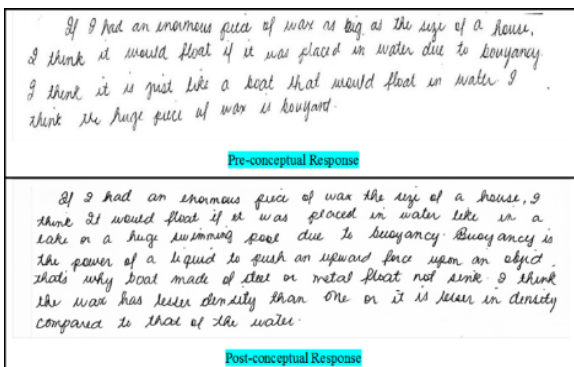 If I had an enormous piece of wax as big as the size of a house,
I think it would float if it was placed in water due to bouyancy.
I think it is just like a boat that would float in water. I
think the huge piece of wax is bouyant.
Pre-conceptual Response
If I had an enormous piece of wax the size of a house, I
think It would float if it was placed in water like in a
lake or a huge swimming pool due to buoyancy. Buoyancy is
the power of a liquid to push an upward force upon an object
that's why boat made of steel or metal float not sink. I think
the wax has lesser density than one or it is lesser in density
compared to that of the water.
Post-conceptual Response